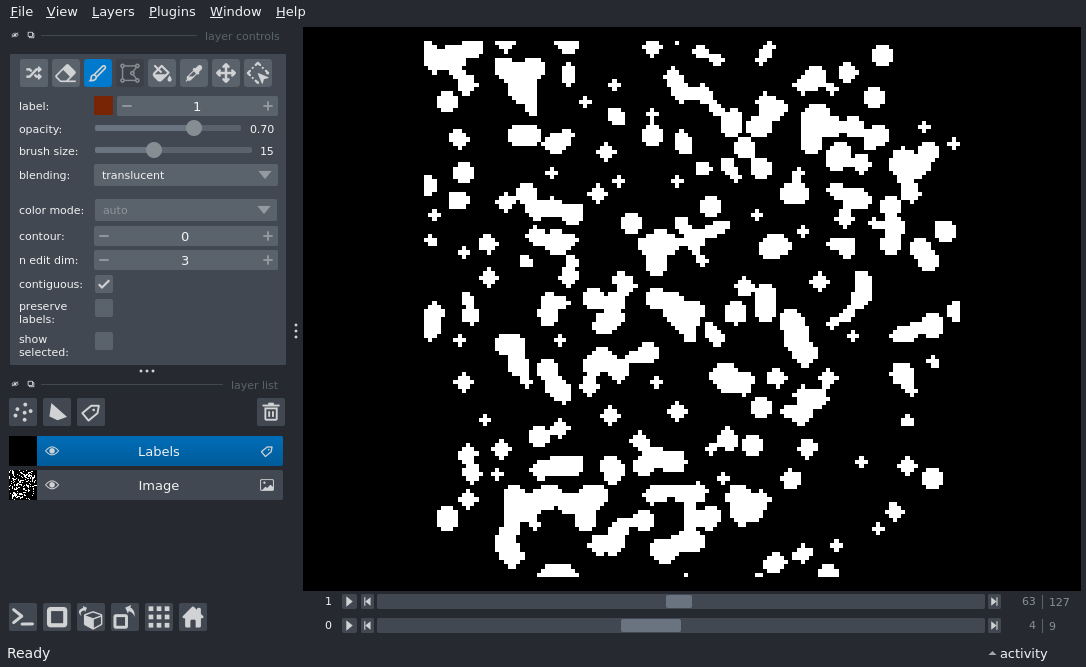 File View Layers Plugins Window Help
layer controls
label: 1
opacity: 0.70
brush size: 15
blending: translucent
color mode: auto
contour: 0
n edit dim: 3
contiguous:
preserve
labels:
show
selected:
layer list
Labels
Image
1 63 127
0 4 9
Ready activity